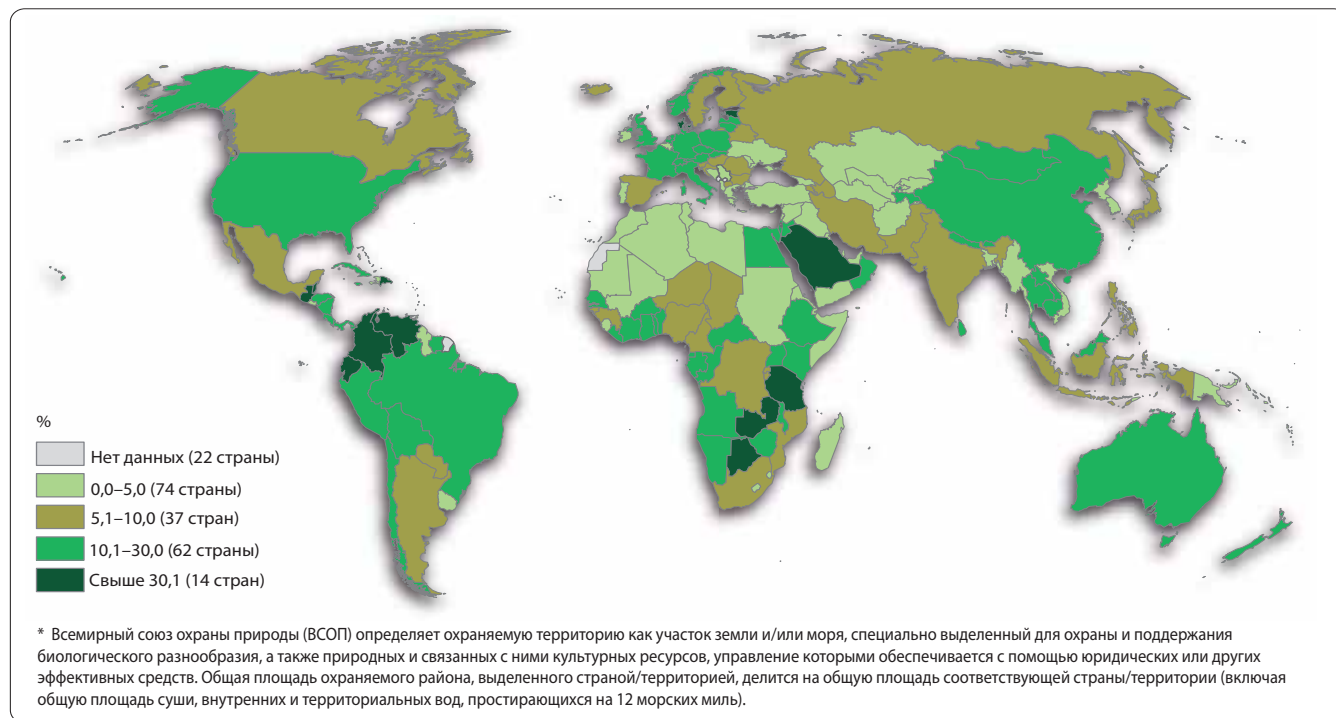 %
Нет данных (22 страны)
0,0–5,0 (74 страны)
5,1–10,0 (37 стран)
10,1–30,0 (62 страны)
Свыше 30,1 (14 стран)
* Всемирный союз охраны природы (ВСОП) определяет охраняемую территорию как участок земли и/или моря, специально выделенный для охраны и поддержания
биологического разнообразия, а также природных и связанных с ними культурных ресурсов, управление которыми обеспечивается с помощью юридических или других
эффективных средств. Общая площадь охраняемого района, выделенного страной/территорией, делится на общую площадь соответствующей страны/территории (включая
общую площадь суши, внутренних и территориальных вод, простирающихся на 12 морских миль).